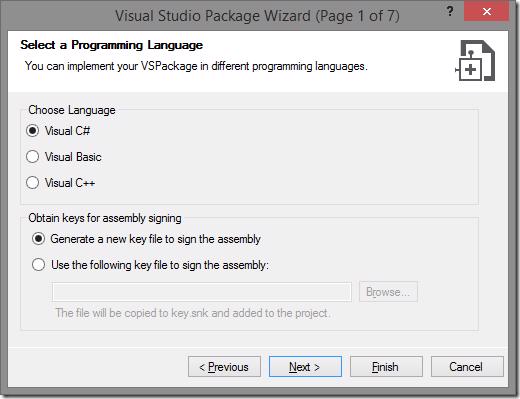 Visual Studio Package Wizard (Page 1 of 7)
Select a Programming Language
You can implement your VSPackage in different programming languages.
Choose Language
Visual C#
Visual Basic
Visual C++
Obtain keys for assembly signing
Generate a new key file to sign the assembly
Use the following key file to sign the assembly:
Browse...
The file will be copied to key.snk and added to the project.
< Previous Next > Finish Cancel